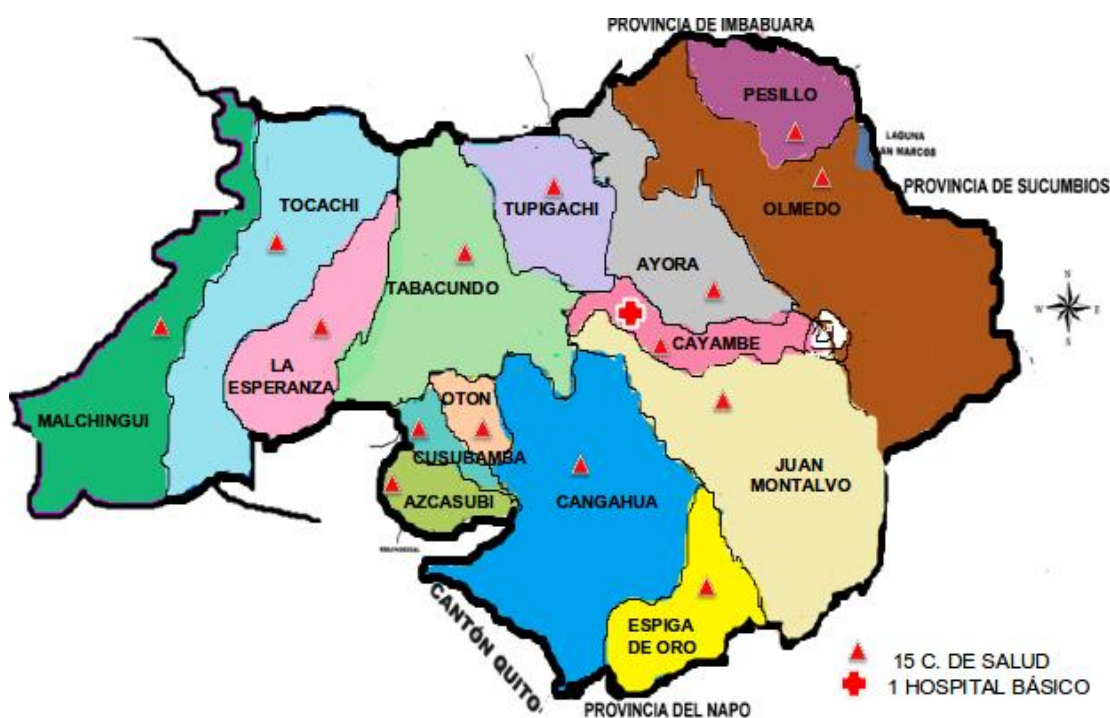 PROVINCIA DE IMBABUARA
PESILLO
LAGUNA
AN MARCOS
PROVINCIA DE SUCUMBIOS
TOCACHI
TUPIGACHI
OLMEDO
AYORA
TABACUNDO
N
W
E
S
CAYAMBE
LA
ESPERANZA
OTON
MALCHINGUI
CUSUBAMBA
JUAN
MONTALVO
AZCASUBI
CANGAHUA
CANTÓN QUITO
ESPIGA
DE ORO
15 C. DE SALUD
1 HOSPITAL BÁSICO
PROVINCIA DEL NAPO